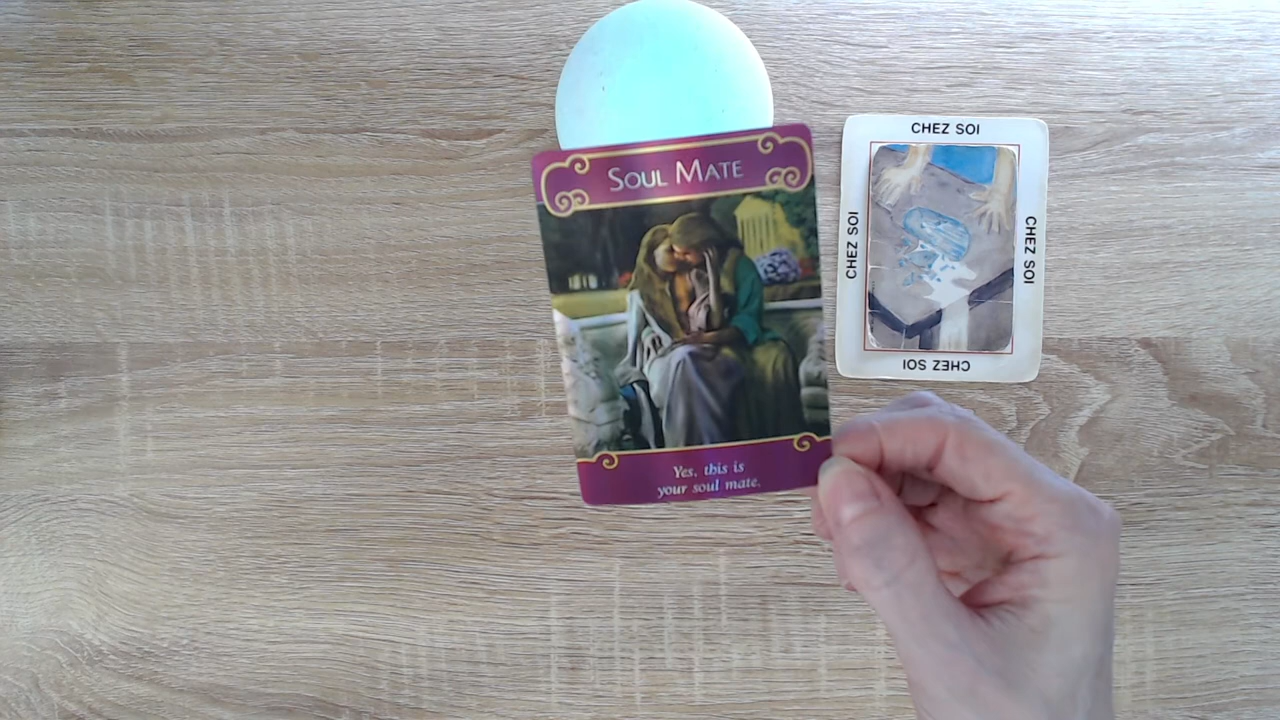 SOUL MATE
Yes, this is
your soul mate.
CHEZ SOI
CHEZ SOI
CHEZ SOI
CHEZ SOI